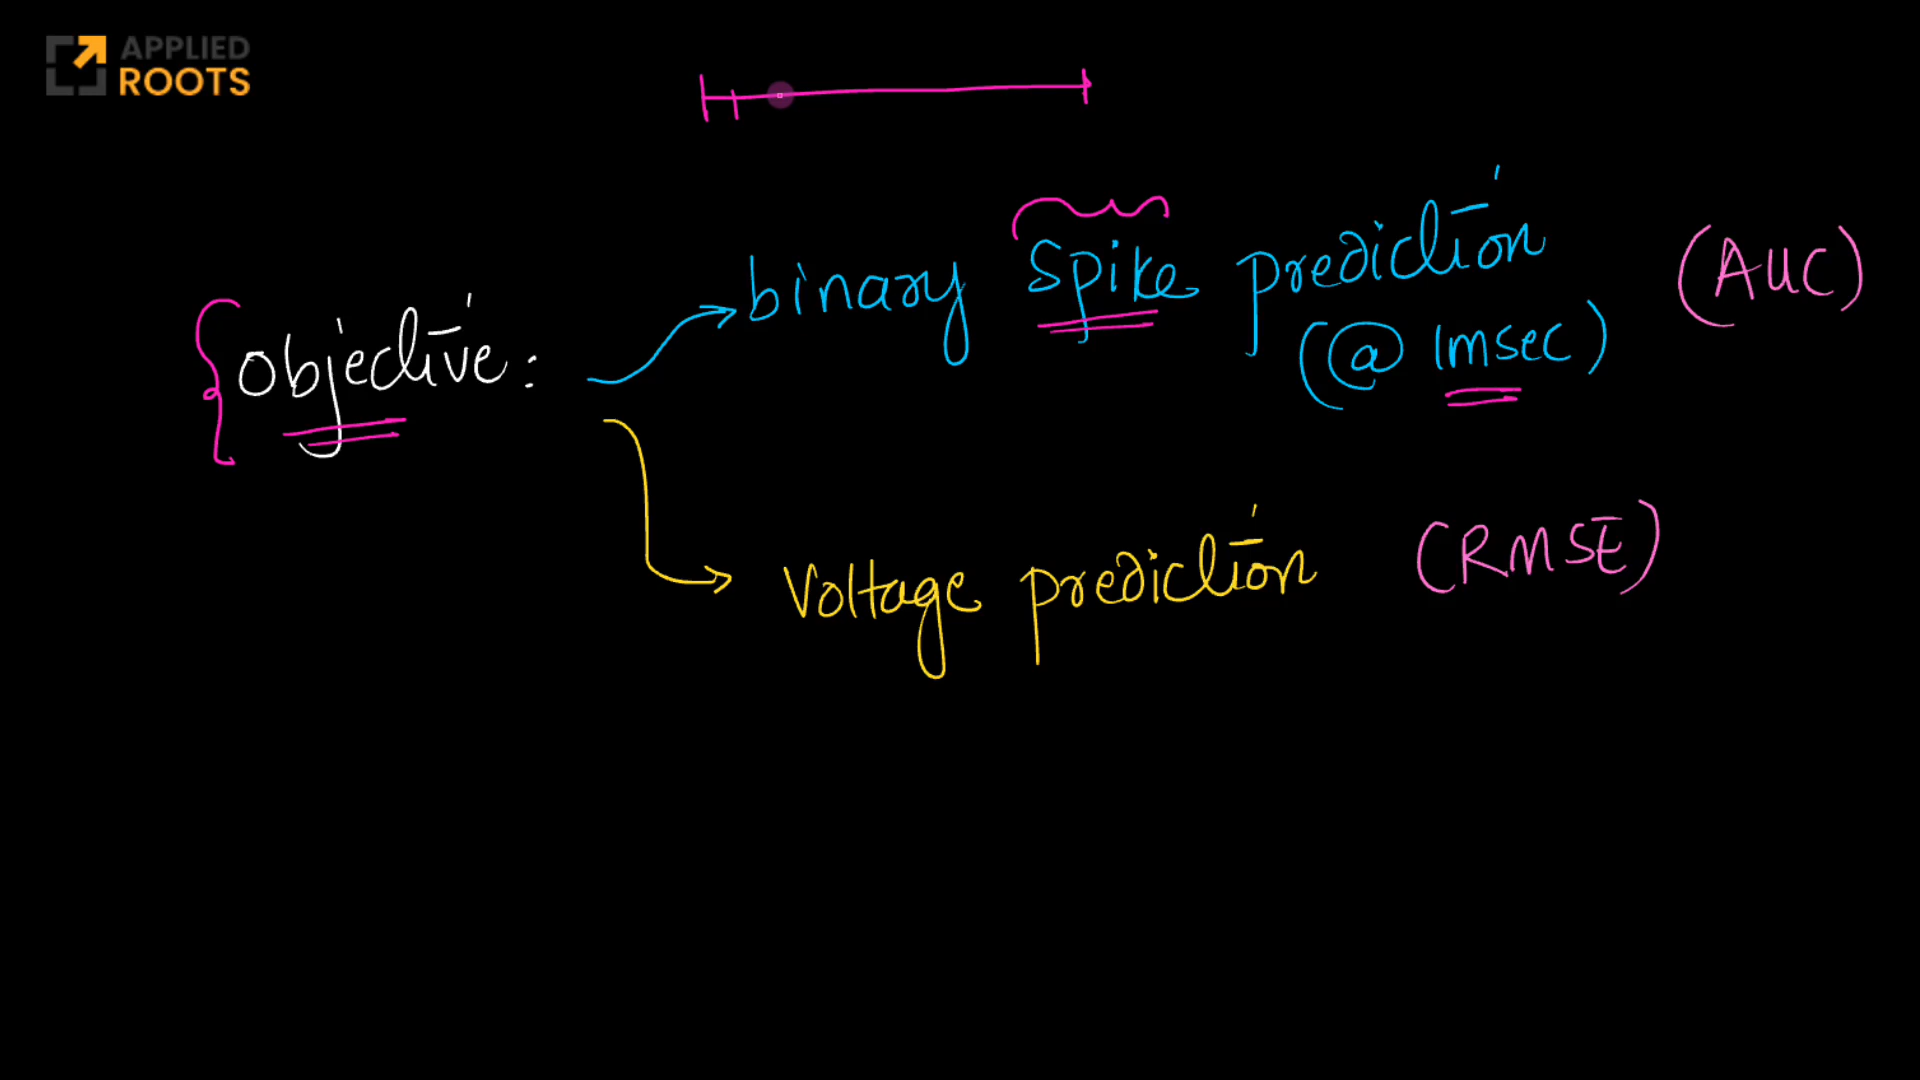 APPLIED
ROOTS
binary spike prediction (AUC)
objective: (@ 1msec)
Voltage prediction (RMSE)